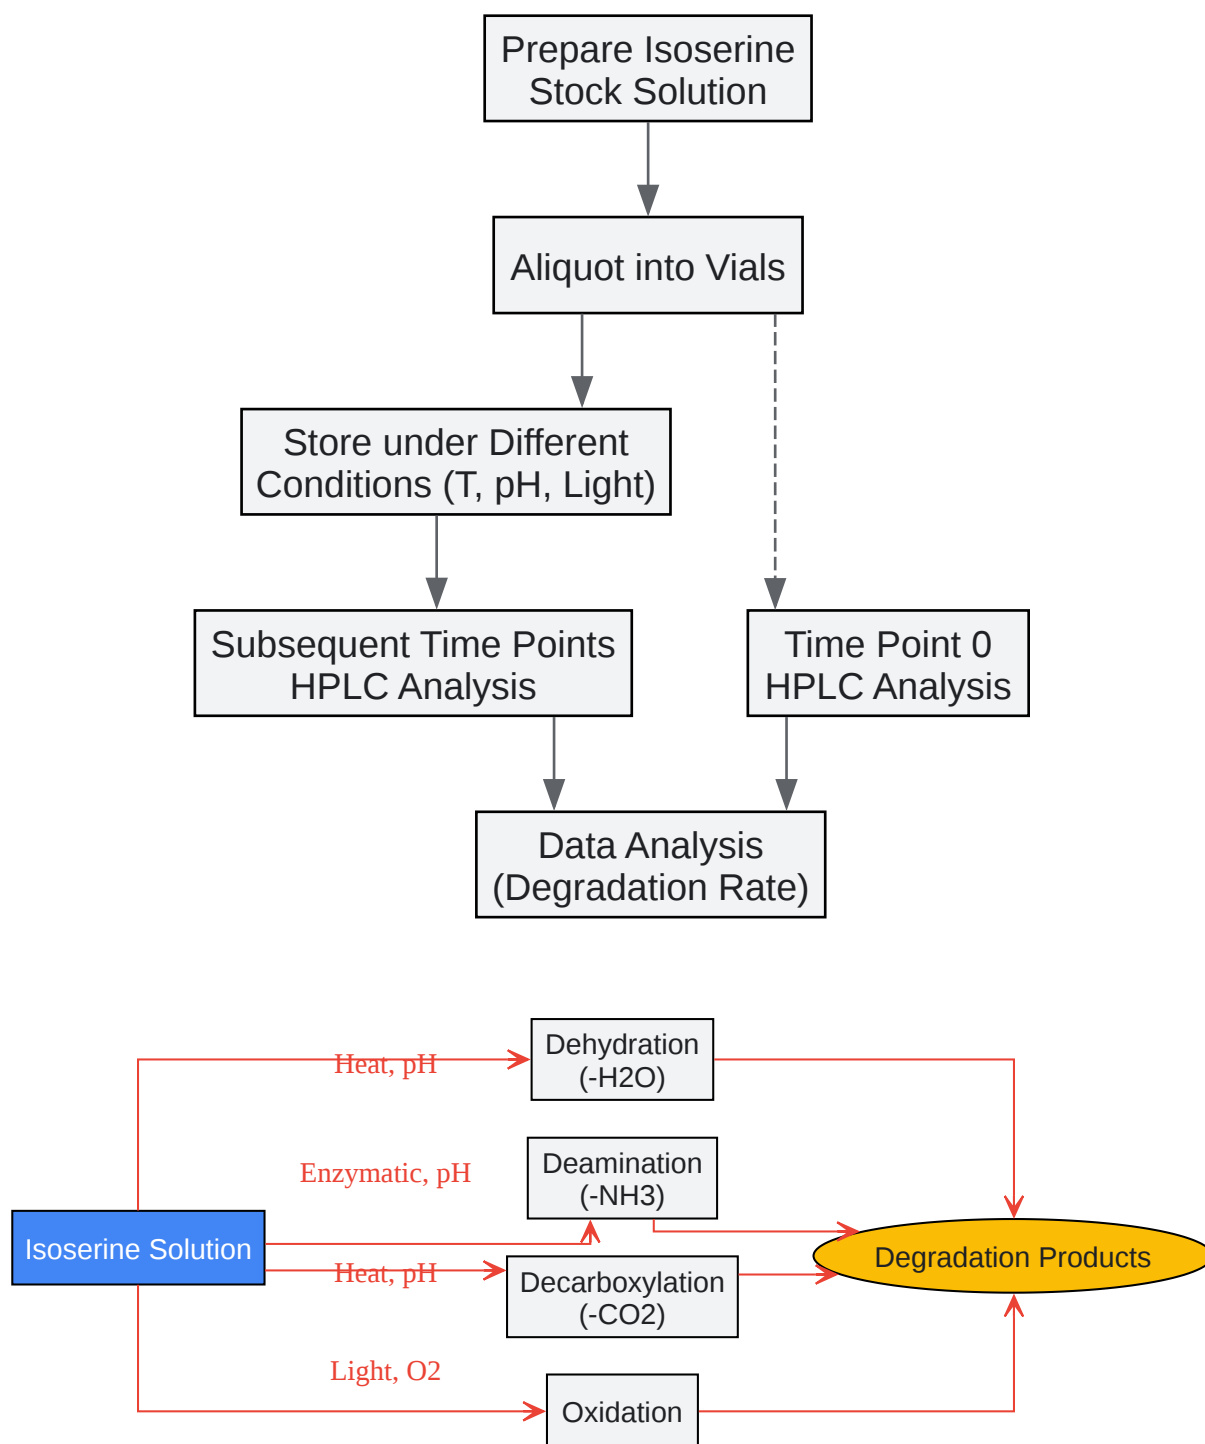 Prepare Isoserine
Stock Solution
Aliquot into Vials
Store under Different
Conditions (T, pH, Light)
Subsequent Time Points
HPLC Analysis
Time Point 0
HPLC Analysis
Data Analysis
(Degradation Rate)
Heat, pH
Dehydration
(-H2O)
Enzymatic, pH
Deamination
(-NH3)
Isoserine Solution
Heat, pH
Decarboxylation
(-CO2)
Degradation Products
Light, O2
Oxidation